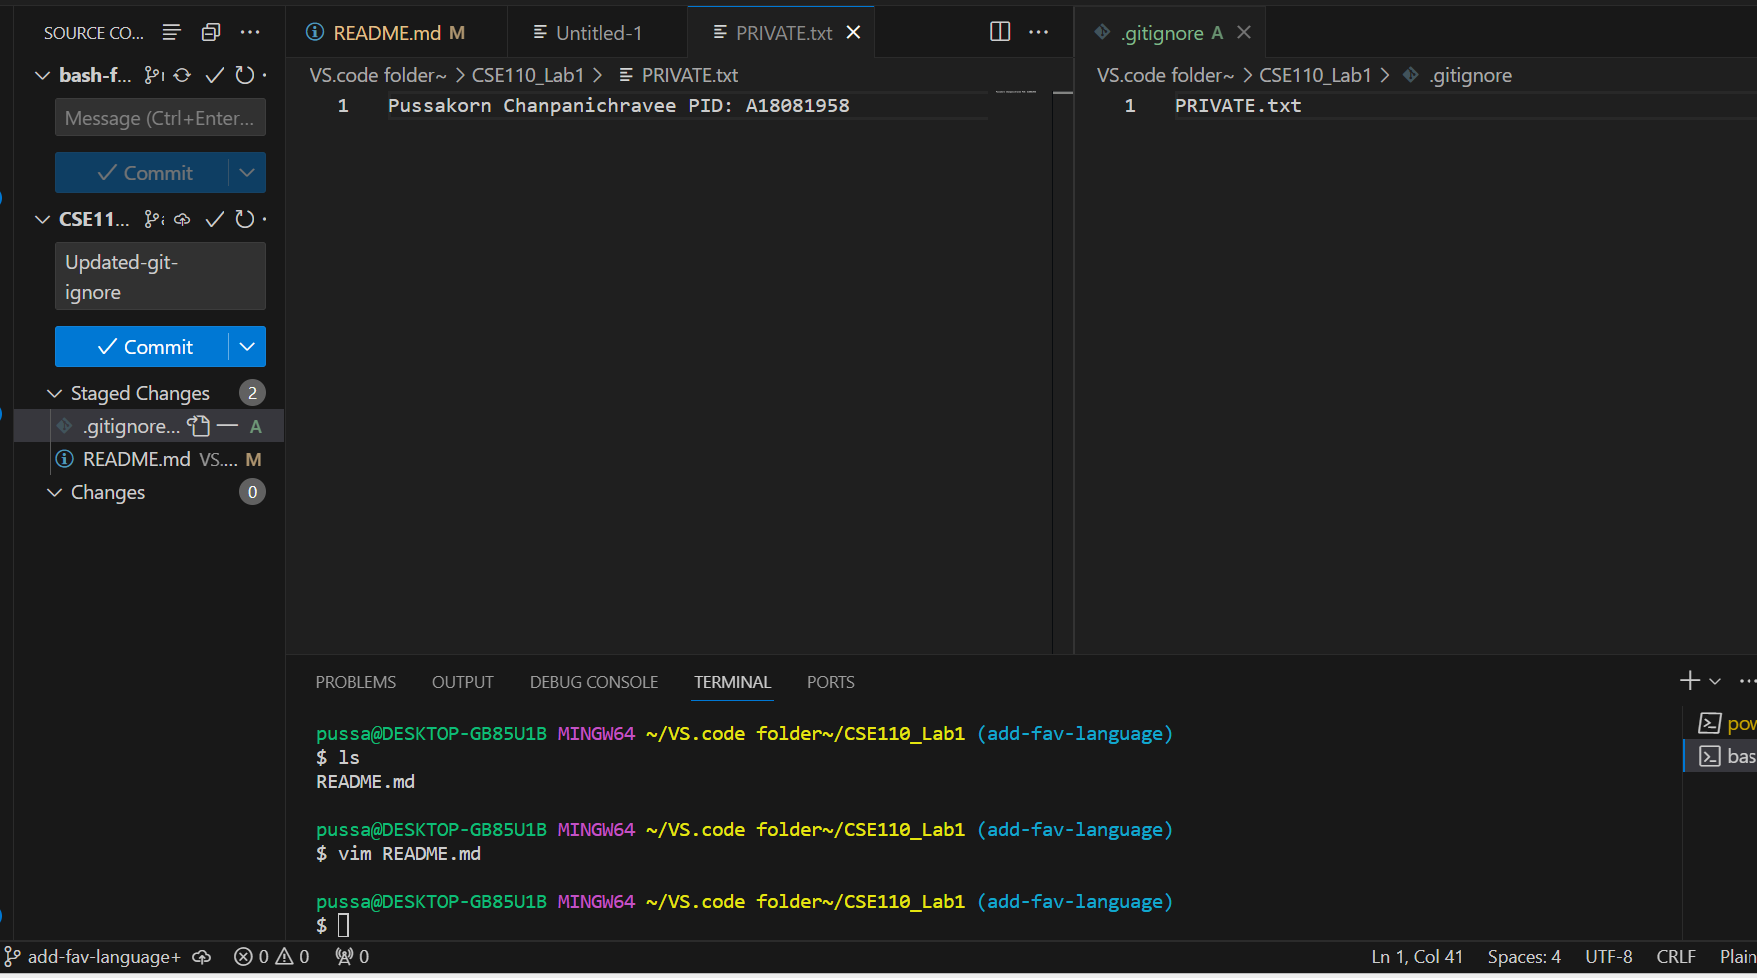 SOURCE CO...
bash-f...
Message (Ctrl+Enter...
Commit
CSE11...
Updated-git-
ignore
Commit
Staged Changes 2
.gitignore... A
README.md VS.... M
Changes 0
README.md M Untitled-1 PRIVATE.txt
VS.code folder~ > CSE110_Lab1 > PRIVATE.txt
1 Pussakorn Chanpanichravee PID: A18081958
.gitignore A
VS.code folder~ > CSE110_Lab1 > .gitignore
1 PRIVATE.txt
PROBLEMS OUTPUT DEBUG CONSOLE TERMINAL PORTS
pussa@DESKTOP-GB85U1B MINGW64 ~/VS.code folder~/CSE110_Lab1 (add-fav-language)
$ ls
README.md
pussa@DESKTOP-GB85U1B MINGW64 ~/VS.code folder~/CSE110_Lab1 (add-fav-language)
$ vim README.md
pussa@DESKTOP-GB85U1B MINGW64 ~/VS.code folder~/CSE110_Lab1 (add-fav-language)
$
pow
bas
add-fav-language+ 0 0 0 Ln 1, Col 41 Spaces: 4 UTF-8 CRLF Plain